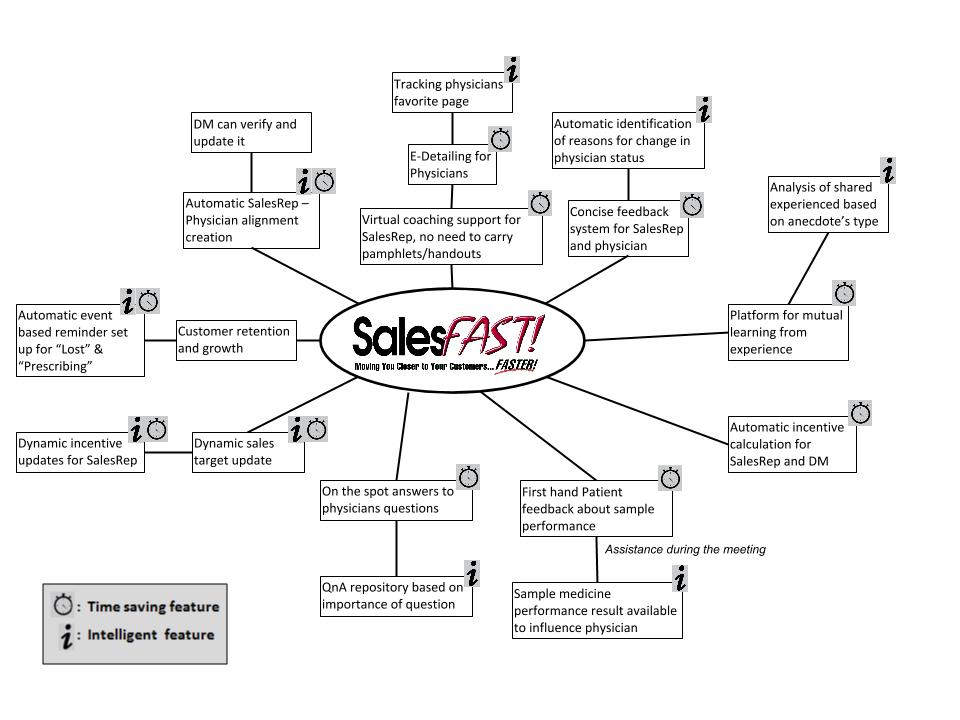 Tracking physicians
favorite page
DM can verify and
update it
Automatic identification
of reasons for change in
physician status
E-Detailing for
Physicians
Analysis of shared
experienced based
on anecdote’s type
Automatic SalesRep –
Physician alignment
creation
Virtual coaching support for
SalesRep, no need to carry
pamphlets/handouts
Concise feedback
system for SalesRep
and physician
Automatic event
based reminder set
up for “Lost” &
“Prescribing”
Customer retention
and growth
SalesFAST!
Moving You Closer to Your Customers... FASTER!
Platform for mutual
learning from
experience
Dynamic incentive
updates for SalesRep
Dynamic sales
target update
Automatic incentive
calculation for
SalesRep and DM
On the spot answers to
physicians questions
First hand Patient
feedback about sample
performance
Assistance during the meeting
QnA repository based on
importance of question
Sample medicine
performance result available
to influence physician
: Time saving feature
i : Intelligent feature